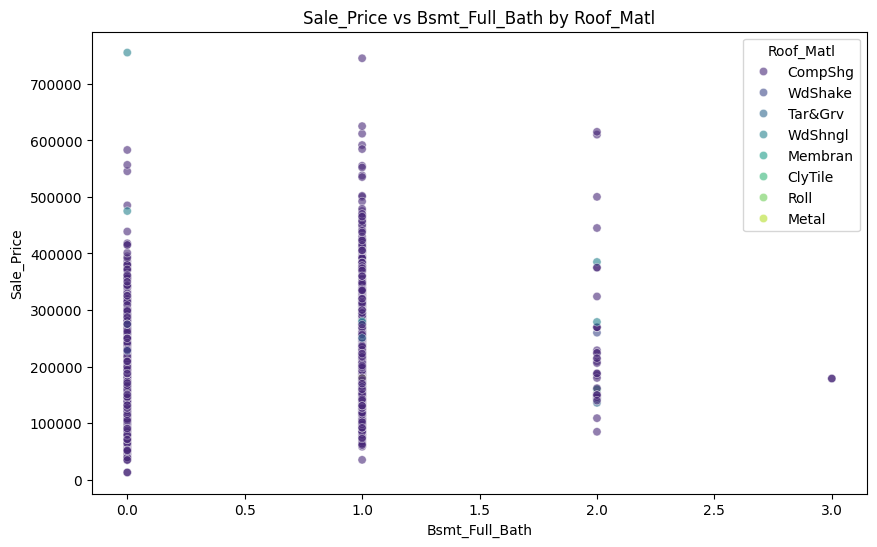 Sale_Price vs Bsmt_Full_Bath by Roof_Matl
Roof_Matl
CompShg
WdShake
Tar&Grv
WdShngl
Membran
ClyTile
Roll
Metal
Sale_Price
700000
600000
500000
400000
300000
200000
100000
0
0.0 0.5 1.0 1.5 2.0 2.5 3.0
Bsmt_Full_Bath